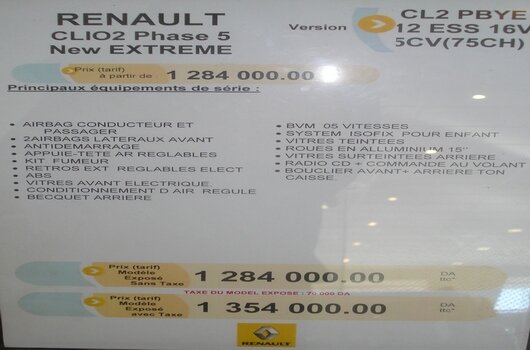 RENAULT
CLIO2 Phase 5
New EXTREME
Version
CL2 PBYE
12 ESS 16V
5CV(75CH)
Prix (tarif)
à partir de :
1 284 000.00
Principaux équipements de série :
AIRBAG CONDUCTEUR ET
PASSAGER
2AIRBAGS LATERAUX AVANT
ANTIDEMARRAGE
APPUIE-TETE AR REGLABLES
KIT FUMEUR
RETROS EXT REGLABLES ELECT
ABS
VITRES AVANT ELECTRIQUE.
CONDITIONNEMENT D AIR REGULE
BECQUET ARRIERE
BVM 05 VITESSES
SYSTEM ISOFIX POUR ENFANT
VITRES TEINTEES
ROUES EN ALLUMINIUM 15"
VITRES SURTEINTEES ARRIERE
RADIO CD + COMMANDE AU VOLANT
BOUCLIER AVANT+ ARRIERE TON
CAISSE.
Prix (tarif)
Modèle
Exposé
Sans Taxe
1 284 000.00
DA
ttc*
TAXE DU MODEL EXPOSE : 70 000 DA
Prix (tarif)
Modèle
Exposé
avec Taxe
1 354 000.00
DA
ttc*
RENAULT